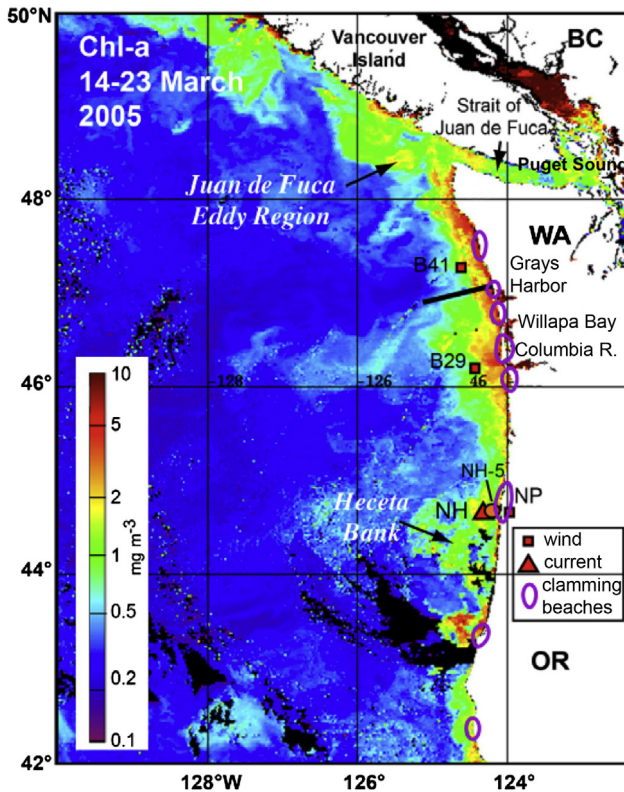 50°N
Chl-a
14-23 March
2005
Vancouver
Island
BC
Strait of
Juan de Fuca
Puget Sound
48°
Juan de Fuca
Eddy Region
WA
B41
Grays
Harbor
Willapa Bay
Columbia R.
B29
46°
-128
-126
46
10
5
2
1
0.5
0.2
0.1
mg m-3
NH-5
NH
NP
Heceta
Bank
wind
current
clamming
beaches
44°
44
OR
42°
128°W
126°
124°